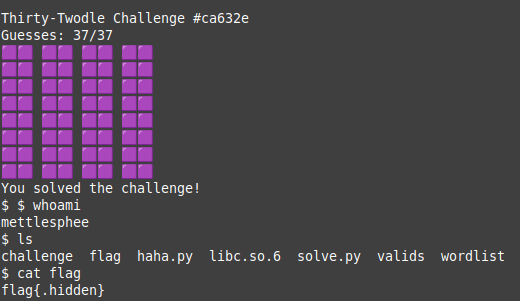 Thirty-Twodle Challenge #ca632e
Guesses: 37/37
You solved the challenge!
$ $ whoami
mettlesphee
$ ls
challenge  flag  haha.py  libc.so.6  solve.py  valids  wordlist
$ cat flag
flag{.hidden}